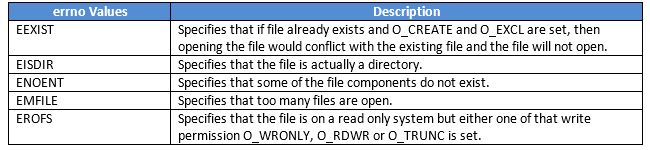 errno Values Description
EEXIST Specifies that if file already exists and O_CREATE and O_EXCL are set, then
opening the file would conflict with the existing file and the file will not open.
EISDIR Specifies that the file is actually a directory.
ENOENT Specifies that some of the file components do not exist.
EMFILE Specifies that too many files are open.
EROFS Specifies that the file is on a read only system but either one of that write
permission O_WRONLY, O_RDWR or O_TRUNC is set.